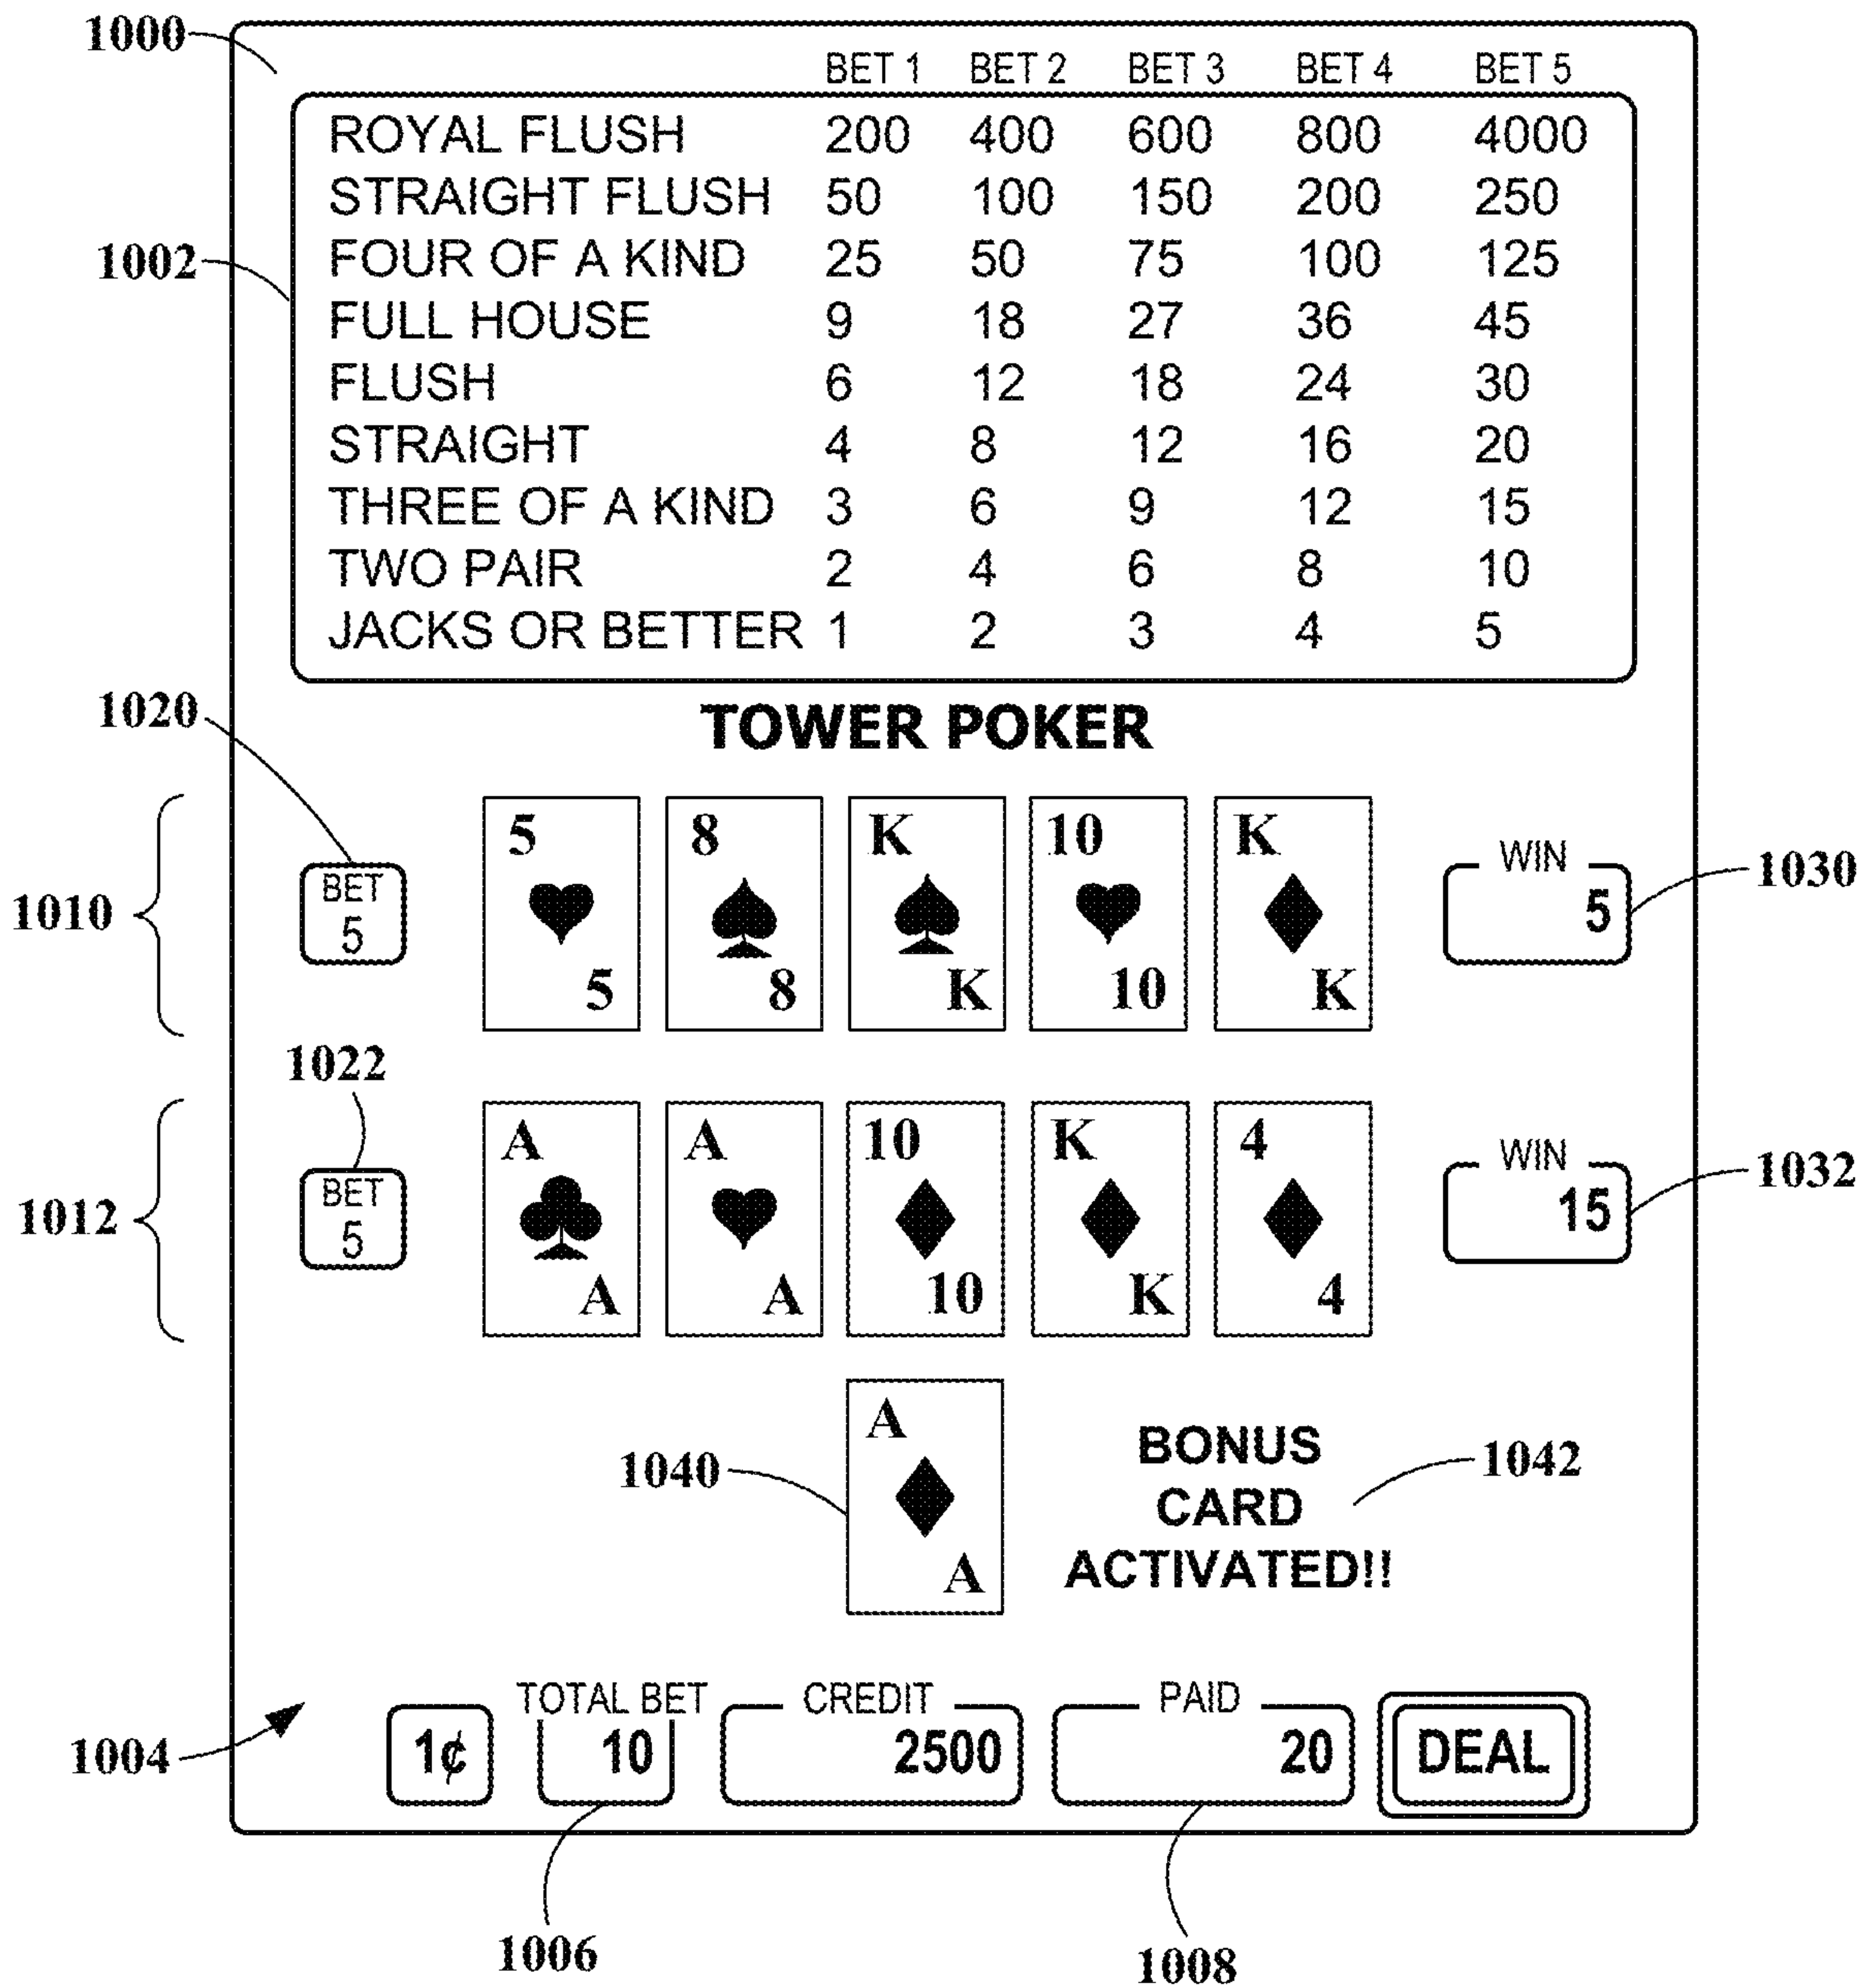 1000
BET 1 BET 2 BET 3 BET 4 BET 5
ROYAL FLUSH 200 400 600 800 4000
STRAIGHT FLUSH 50 100 150 200 250
1002
FOUR OF A KIND 25 50 75 100 125
FULL HOUSE 9 18 27 36 45
FLUSH 6 12 18 24 30
STRAIGHT 4 8 12 16 20
THREE OF A KIND 3 6 9 12 15
TWO PAIR 2 4 6 8 10
JACKS OR BETTER 1 2 3 4 5
1020
TOWER POKER
5 8 K 10 K
WIN
1030
BET
1010
5
5
5 8 K 10 K
1022
A A 10 K 4
WIN
1032
BET
15
1012
5
A A 10 K 4
A
BONUS
1040
1042
CARD
ACTIVATED!!
A
TOTAL BET CREDIT PAID
1004
1¢ 10 2500 20 DEAL
1006
1008